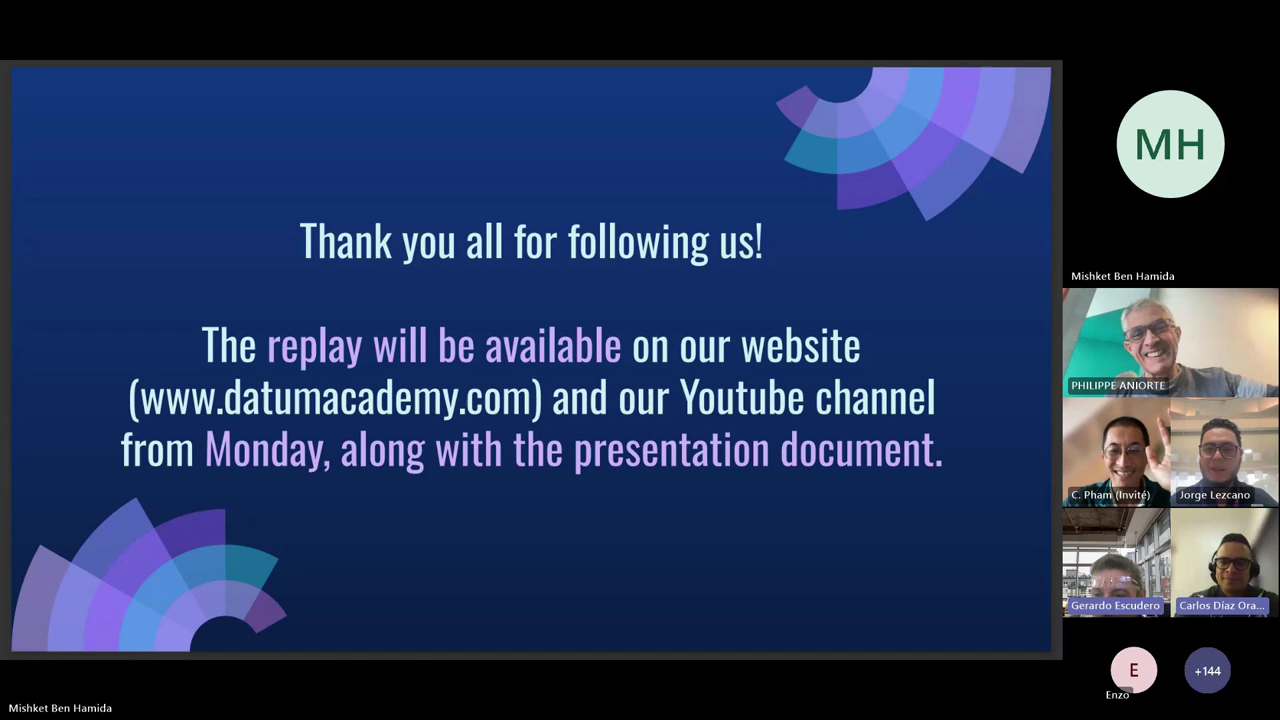 Thank you all for following us!
The replay will be available on our website
(www.datumacademy.com) and our Youtube channel
from Monday, along with the presentation document.
MH
Mishket Ben Hamida
PHILIPPE ANIORTE
C. Pham (Invité)
Jorge Lezcano
Gerardo Escudero
Carlos Díaz Ora...
E
+144
Enzo
Mishket Ben Hamida